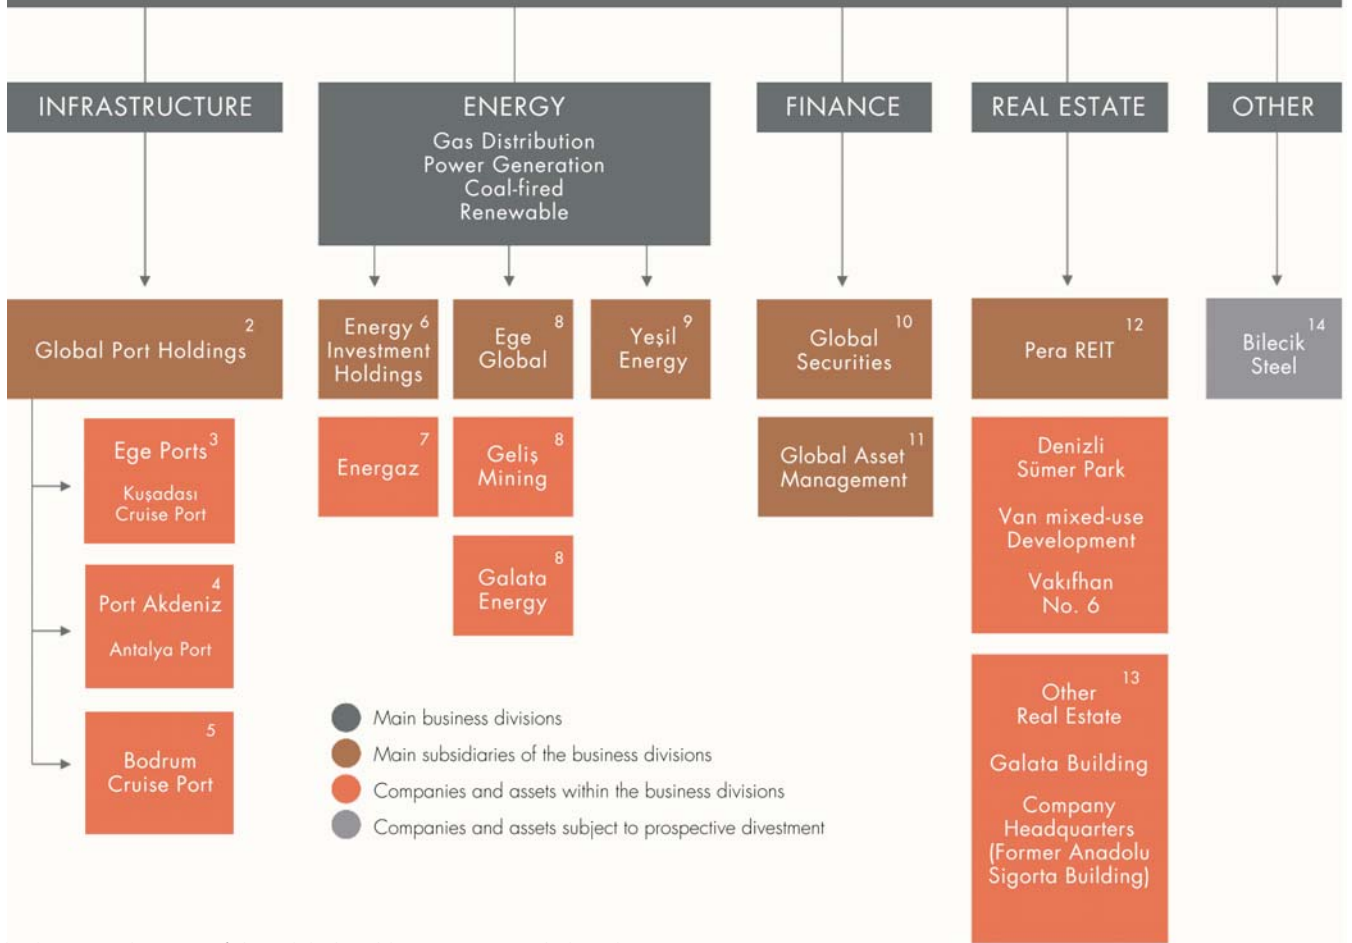 INFRASTRUCTURE
ENERGY
Gas Distribution
Power Generation
Coal-fired
Renewable
FINANCE
REAL ESTATE
OTHER
2
Global Port Holdings
3
Ege Ports
Kuşadası
Cruise Port
4
Port Akdeniz
Antalya Port
5
Bodrum
Cruise Port
6
Energy
Investment
Holdings
7
Energaz
8
Ege
Global
8
Geliş
Mining
8
Galata
Energy
9
Yeşil
Energy
10
Global
Securities
11
Global Asset
Management
12
Pera REIT
Denizli
Sümer Park
Van mixed-use
Development
Vakıfhan
No. 6
13
Other
Real Estate
Galata Building
Company
Headquarters
(Former Anadolu
Sigorta Building)
14
Bilecik
Steel
Main business divisions
Main subsidiaries of the business divisions
Companies and assets within the business divisions
Companies and assets subject to prospective divestment